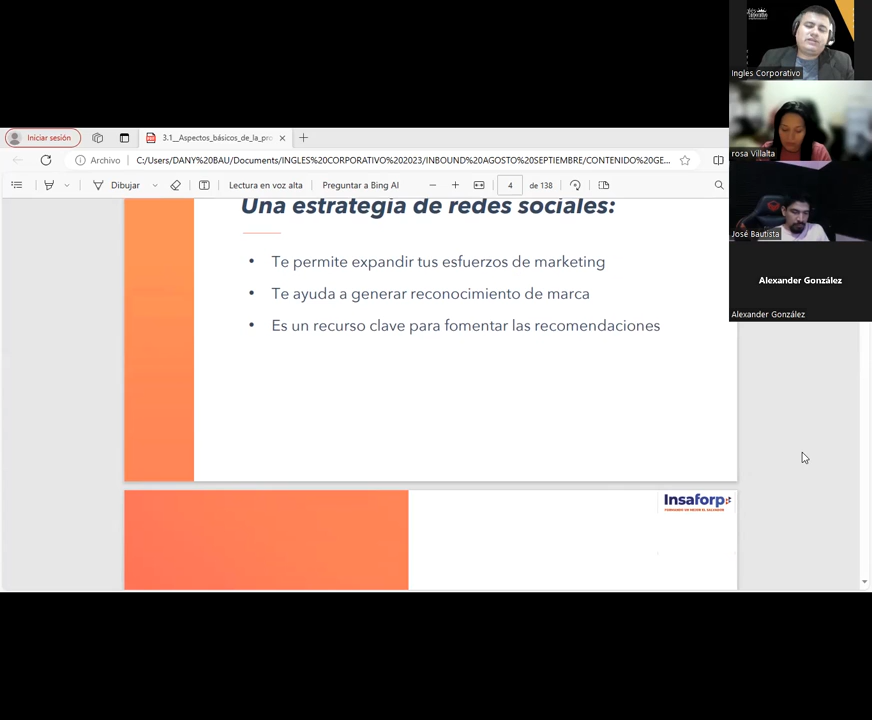 Ingles Corporativo
rosa Villalta
José Bautista
Alexander González
Alexander González
Iniciar sesión
3.1__Aspectos_básicos_de_la_pro
Archivo
C:/Users/DANY%20BAU/Documents/INGLES%20CORPORATIVO%202023/INBOUND%20AGOSTO%20SEPTIEMBRE/CONTENIDO%20GE...
Dibujar
Lectura en voz alta
Preguntar a Bing AI
4
de 138
Una estrategia de redes sociales:
• Te permite expandir tus esfuerzos de marketing
• Te ayuda a generar reconocimiento de marca
• Es un recurso clave para fomentar las recomendaciones
Insaforp